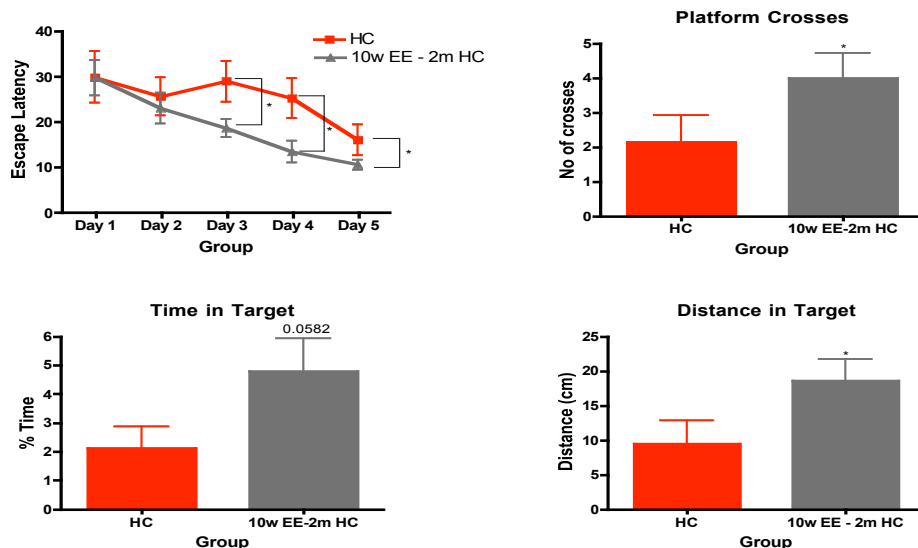 40
30
20
10
0
Escape Latency
HC
10w EE - 2m HC
*
*
*
Day 1 Day 2 Day 3 Day 4 Day 5
Group
Platform Crosses
5
4
3
2
1
0
No of crosses
*
HC 10w EE-2m HC
Group
Time in Target
6
5
4
3
2
1
0
% Time
0.0582
HC 10w EE-2m HC
Group
Distance in Target
25
20
15
10
5
0
Distance (cm)
*
HC 10w EE - 2m HC
Group